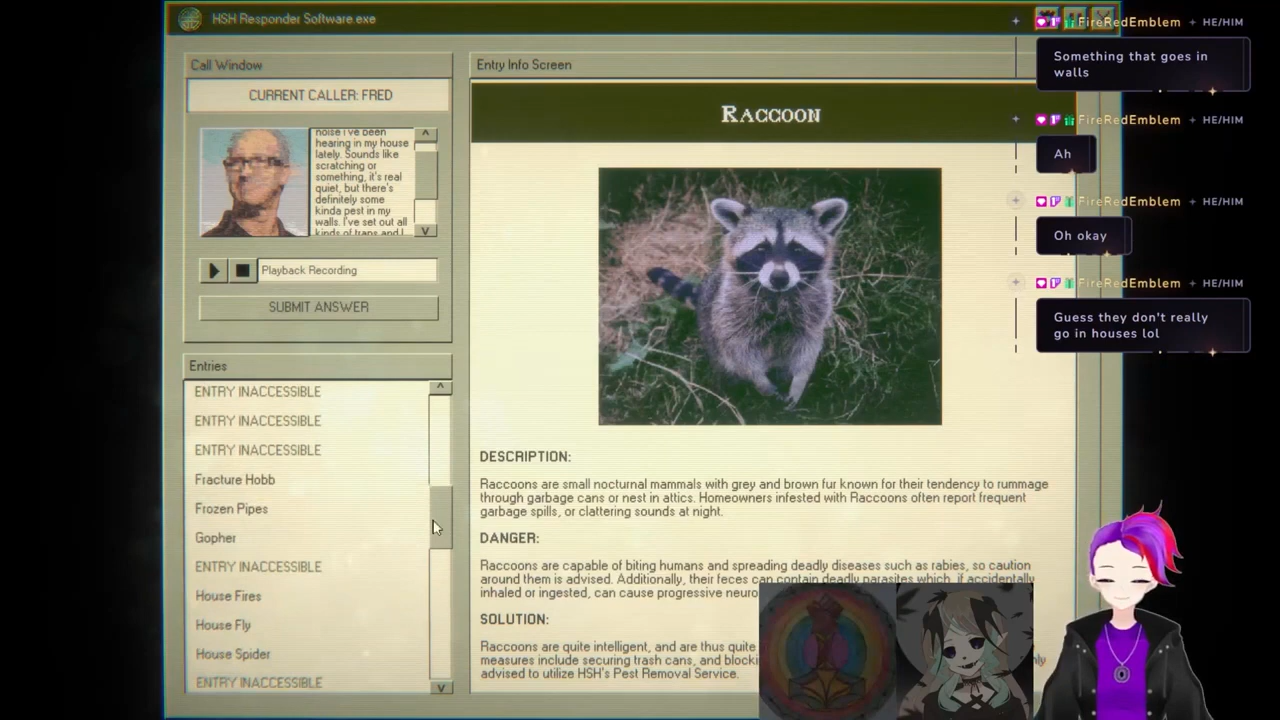 HSH Responder Software.exe
Call Window
CURRENT CALLER: FRED
noise i've been
hearing in my house
lately. Sounds like
scratching or
something, it's real
quiet, but there's
definitely some
kinda pest in my
walls. I've set out all
kinds of traps and I
Playback Recording
SUBMIT ANSWER
Entries
ENTRY INACCESSIBLE
ENTRY INACCESSIBLE
ENTRY INACCESSIBLE
Fracture Hobb
Frozen Pipes
Gopher
ENTRY INACCESSIBLE
House Fires
House Fly
House Spider
ENTRY INACCESSIBLE
Entry Info Screen
RACCOON
DESCRIPTION:
Raccoons are small nocturnal mammals with grey and brown fur known for their tendency to rummage
through garbage cans or nest in attics. Homeowners infested with Raccoons often report frequent
garbage spills, or clattering sounds at night.
DANGER:
Raccoons are capable of biting humans and spreading deadly diseases such as rabies, so caution
around them is advised. Additionally, their feces can contain deadly parasites which, if accidentally
inhaled or ingested, can cause progressive neuro
SOLUTION:
Raccoons are quite intelligent, and are thus quite
measures include securing trash cans, and blocki
advised to utilize HSH's Pest Removal Service.
FireRedEmblem HE/HIM
Something that goes in
walls
FireRedEmblem HE/HIM
Ah
FireRedEmblem HE/HIM
Oh okay
FireRedEmblem HE/HIM
Guess they don't really
go in houses lol